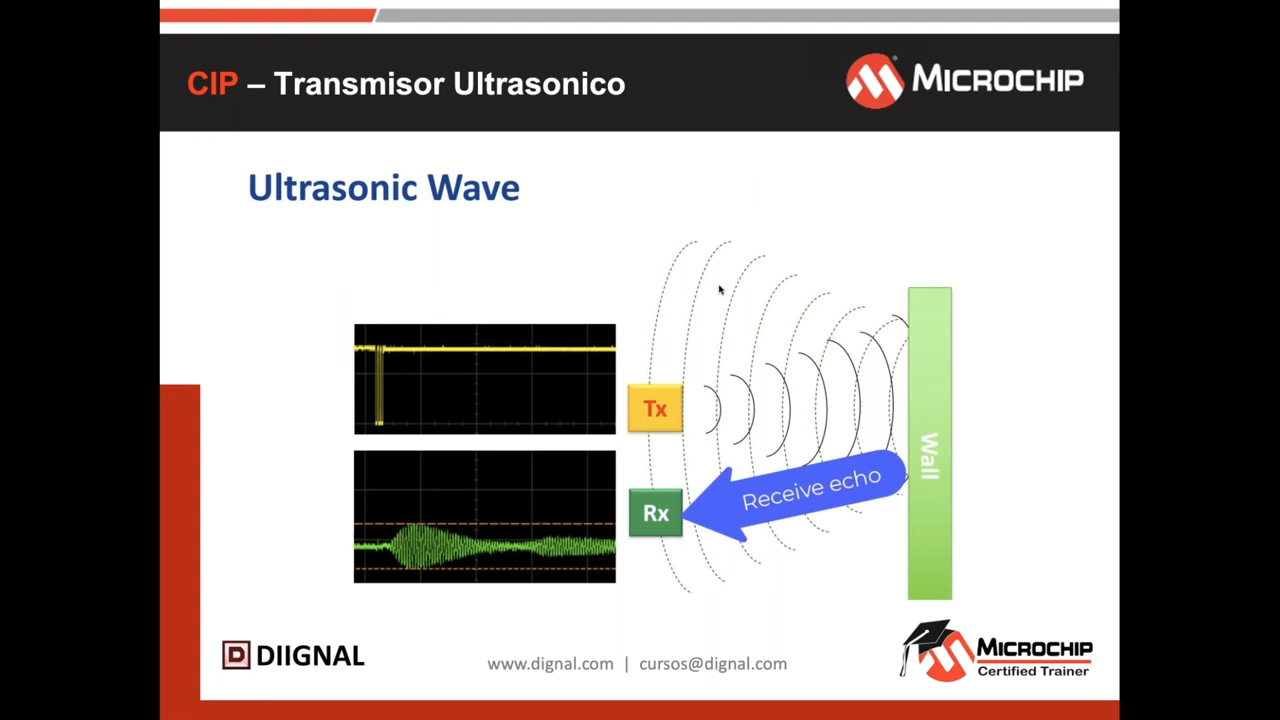 CIP – Transmisor Ultrasonico
MICROCHIP
Ultrasonic Wave
Tx
Rx
Receive echo
Wall
D DIIGNAL
www.dignal.com | cursos@dignal.com
MICROCHIP
Certified Trainer